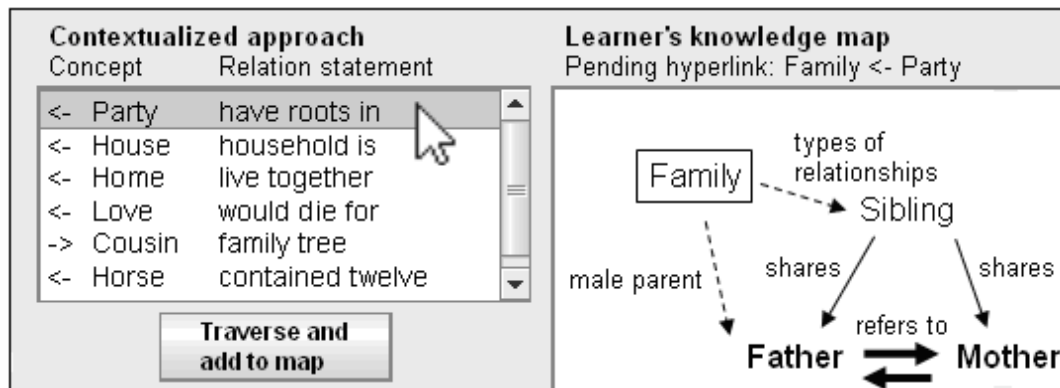 Contextualized approach
Concept Relation statement
<- Party have roots in
<- House household is
<- Home live together
<- Love would die for
-> Cousin family tree
<- Horse contained twelve
Traverse and
add to map
Learner's knowledge map
Pending hyperlink: Family <- Party
types of
relationships
Family
Sibling
male parent
shares
shares
refers to
Father
Mother